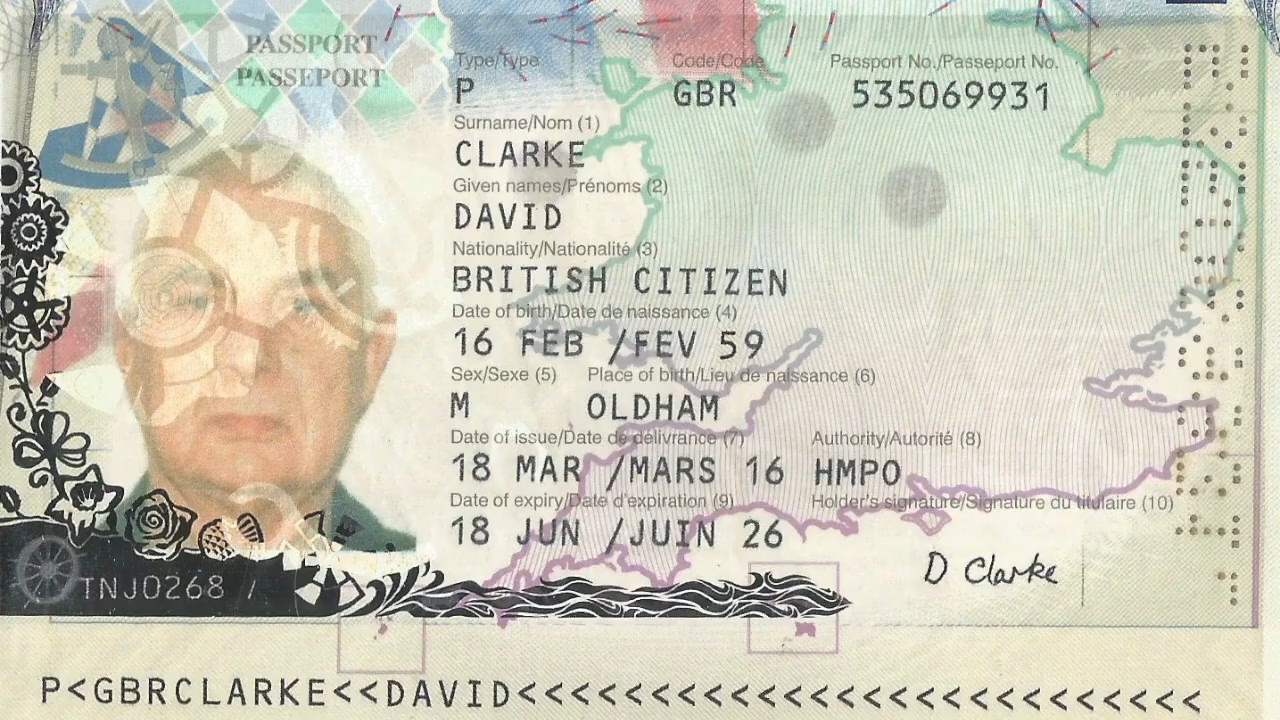 PASSPORT
PASSEPORT
Type/Type Code/Code Passport No./Passeport No.
P GBR 535069931
Surname/Nom (1)
CLARKE
Given names/Prénoms (2)
DAVID
Nationality/Nationalité (3)
BRITISH CITIZEN
Date of birth/Date de naissance (4)
16 FEB /FEV 59
Sex/Sexe (5) Place of birth/Lieu de naissance (6)
M OLDHAM
Date of issue/Date de délivrance (7) Authority/Autorité (8)
18 MAR /MARS 16 HMPO
Date of expiry/Date d'expiration (9) Holder's signature/Signature du titulaire (10)
18 JUN /JUIN 26
D Clarke
TNJ0268 /
P<GBRCLARKE<<DAVID<<<<<<<<<<<<<<<<<<<<<<<<<<